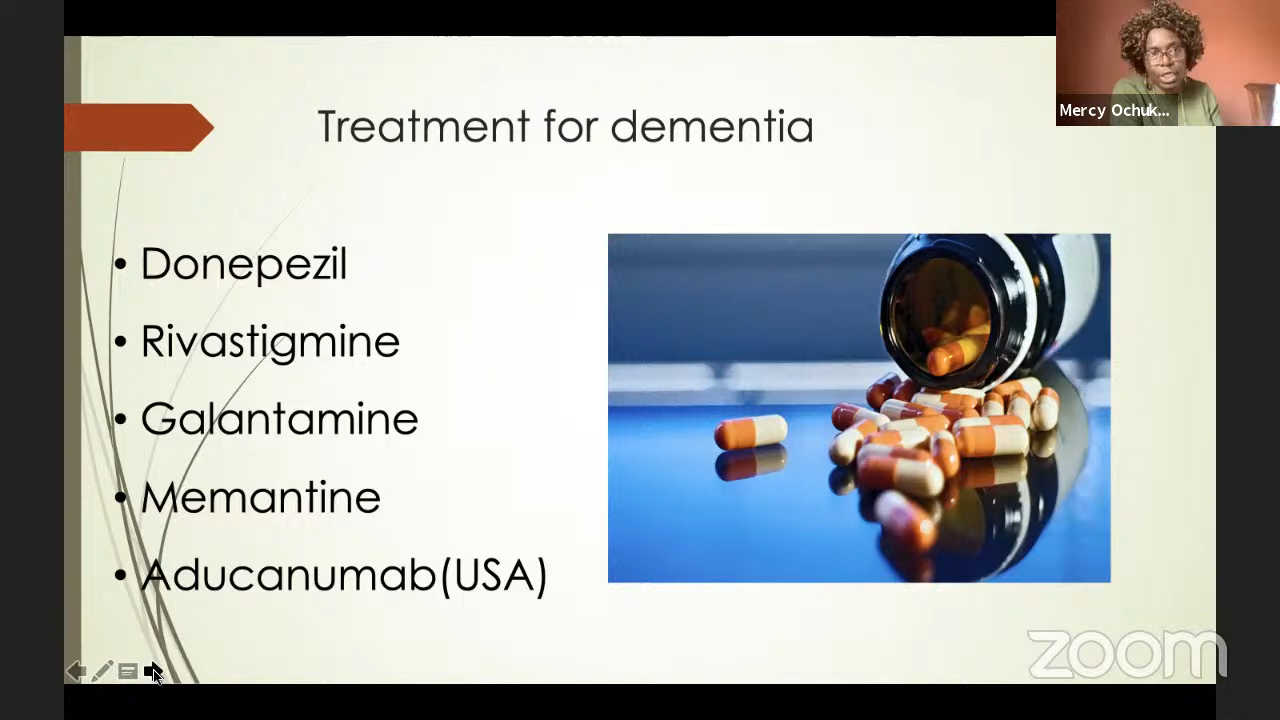 Treatment for dementia
Mercy Ochuk...
• Donepezil
• Rivastigmine
• Galantamine
• Memantine
• Aducanumab(USA)
zoom